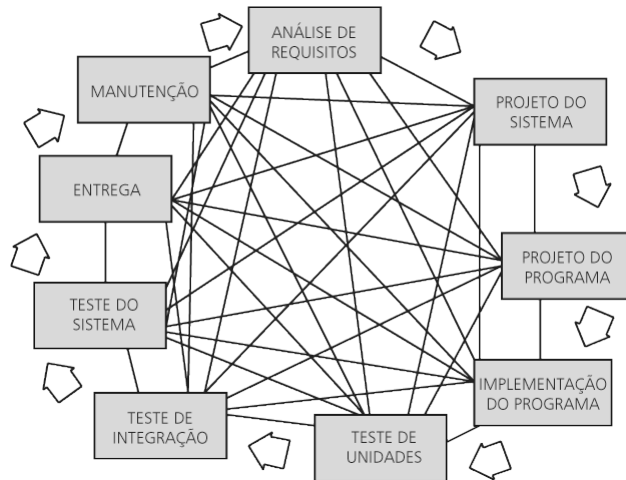 ANÁLISE DE
REQUISITOS
PROJETO DO
SISTEMA
PROJETO DO
PROGRAMA
IMPLEMENTAÇÃO
DO PROGRAMA
TESTE DE
UNIDADES
TESTE DE
INTEGRAÇÃO
TESTE DO
SISTEMA
ENTREGA
MANUTENÇÃO